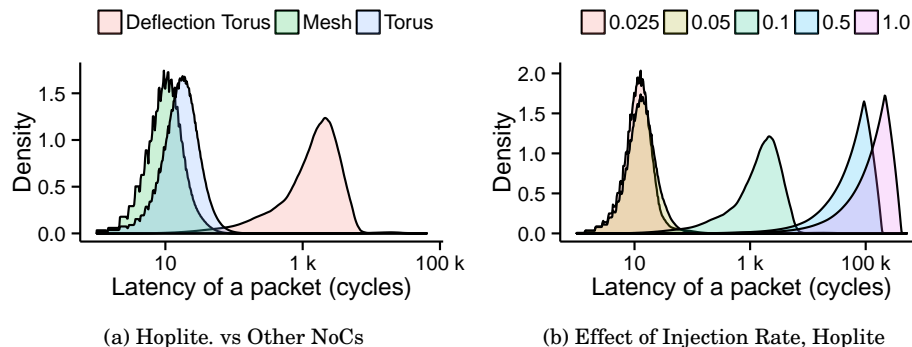 Deflection Torus Mesh Torus
1.5
1.0
0.5
0.0
Density
10 1 k 100 k
Latency of a packet (cycles)
(a) Hoplite. vs Other NoCs
0.025 0.05 0.1 0.5 1.0
2.0
1.5
1.0
0.5
0.0
Density
10 1 k 100 k
Latency of a packet (cycles)
(b) Effect of Injection Rate, Hoplite